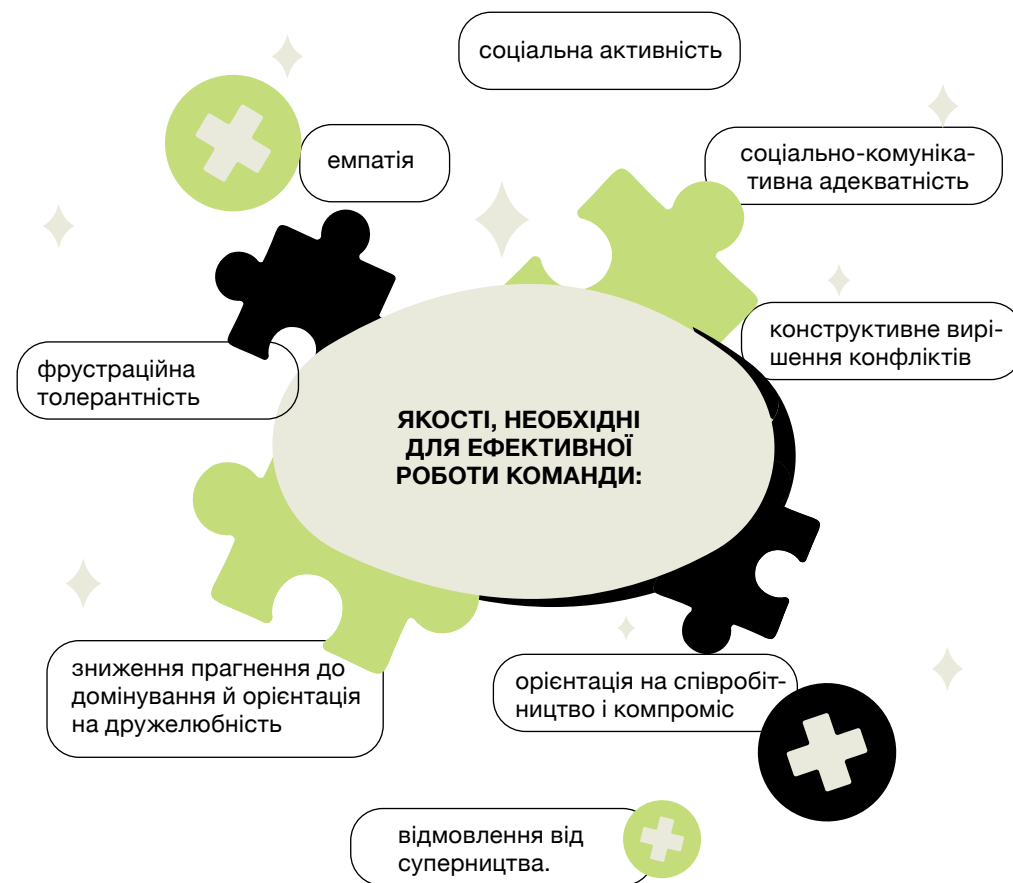 соціальна активність
емпатія
соціально-комуніка-
тивна адекватність
конструктивне вирі-
шення конфліктів
фрустраційна
толерантність
ЯКОСТІ, НЕОБХІДНІ
ДЛЯ ЕФЕКТИВНОЇ
РОБОТИ КОМАНДИ:
зниження прагнення до
домінування й орієнтація
на дружелюбність
орієнтація на співробіт-
ництво і компроміс
відмовлення від
суперництва.